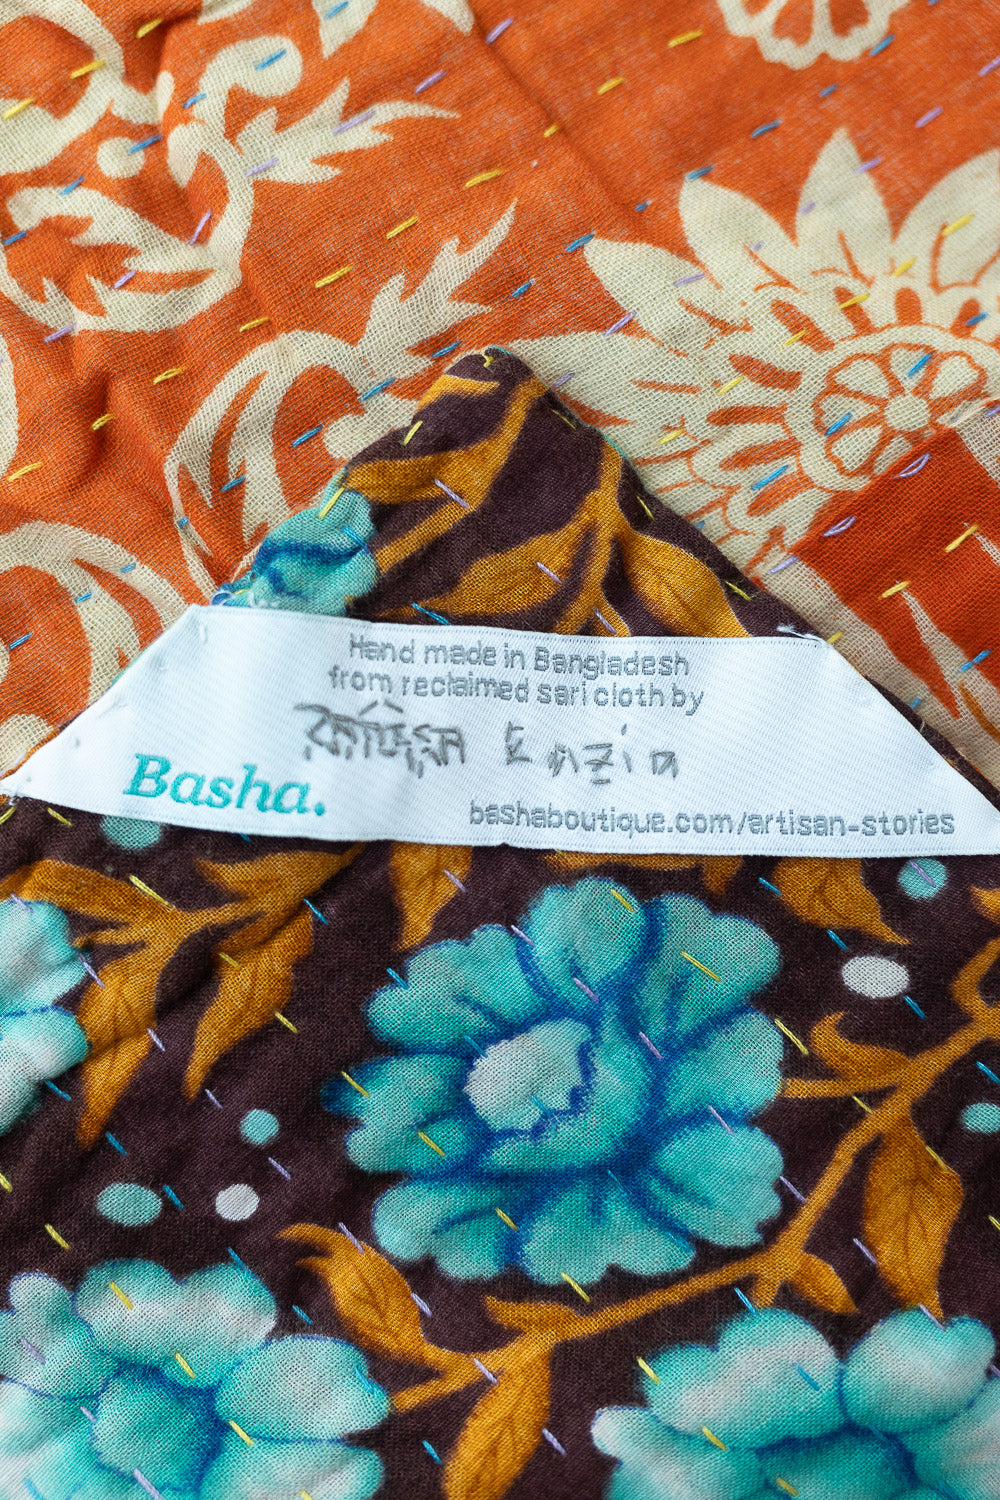 Hand made in Bangladesh
from reclaimed sari cloth by
Basha.
bashaboutique.com/artisan-stories